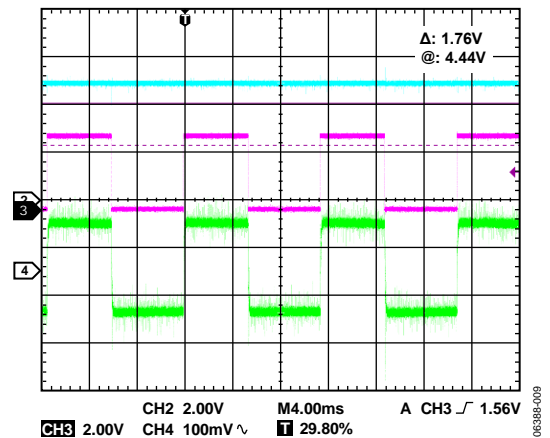 T
Δ: 1.76V
@: 4.44V
2
3
4
CH2 2.00V M4.00ms A CH3 1.56V
CH3 2.00V CH4 100mV∿ T 29.80%
06388-009